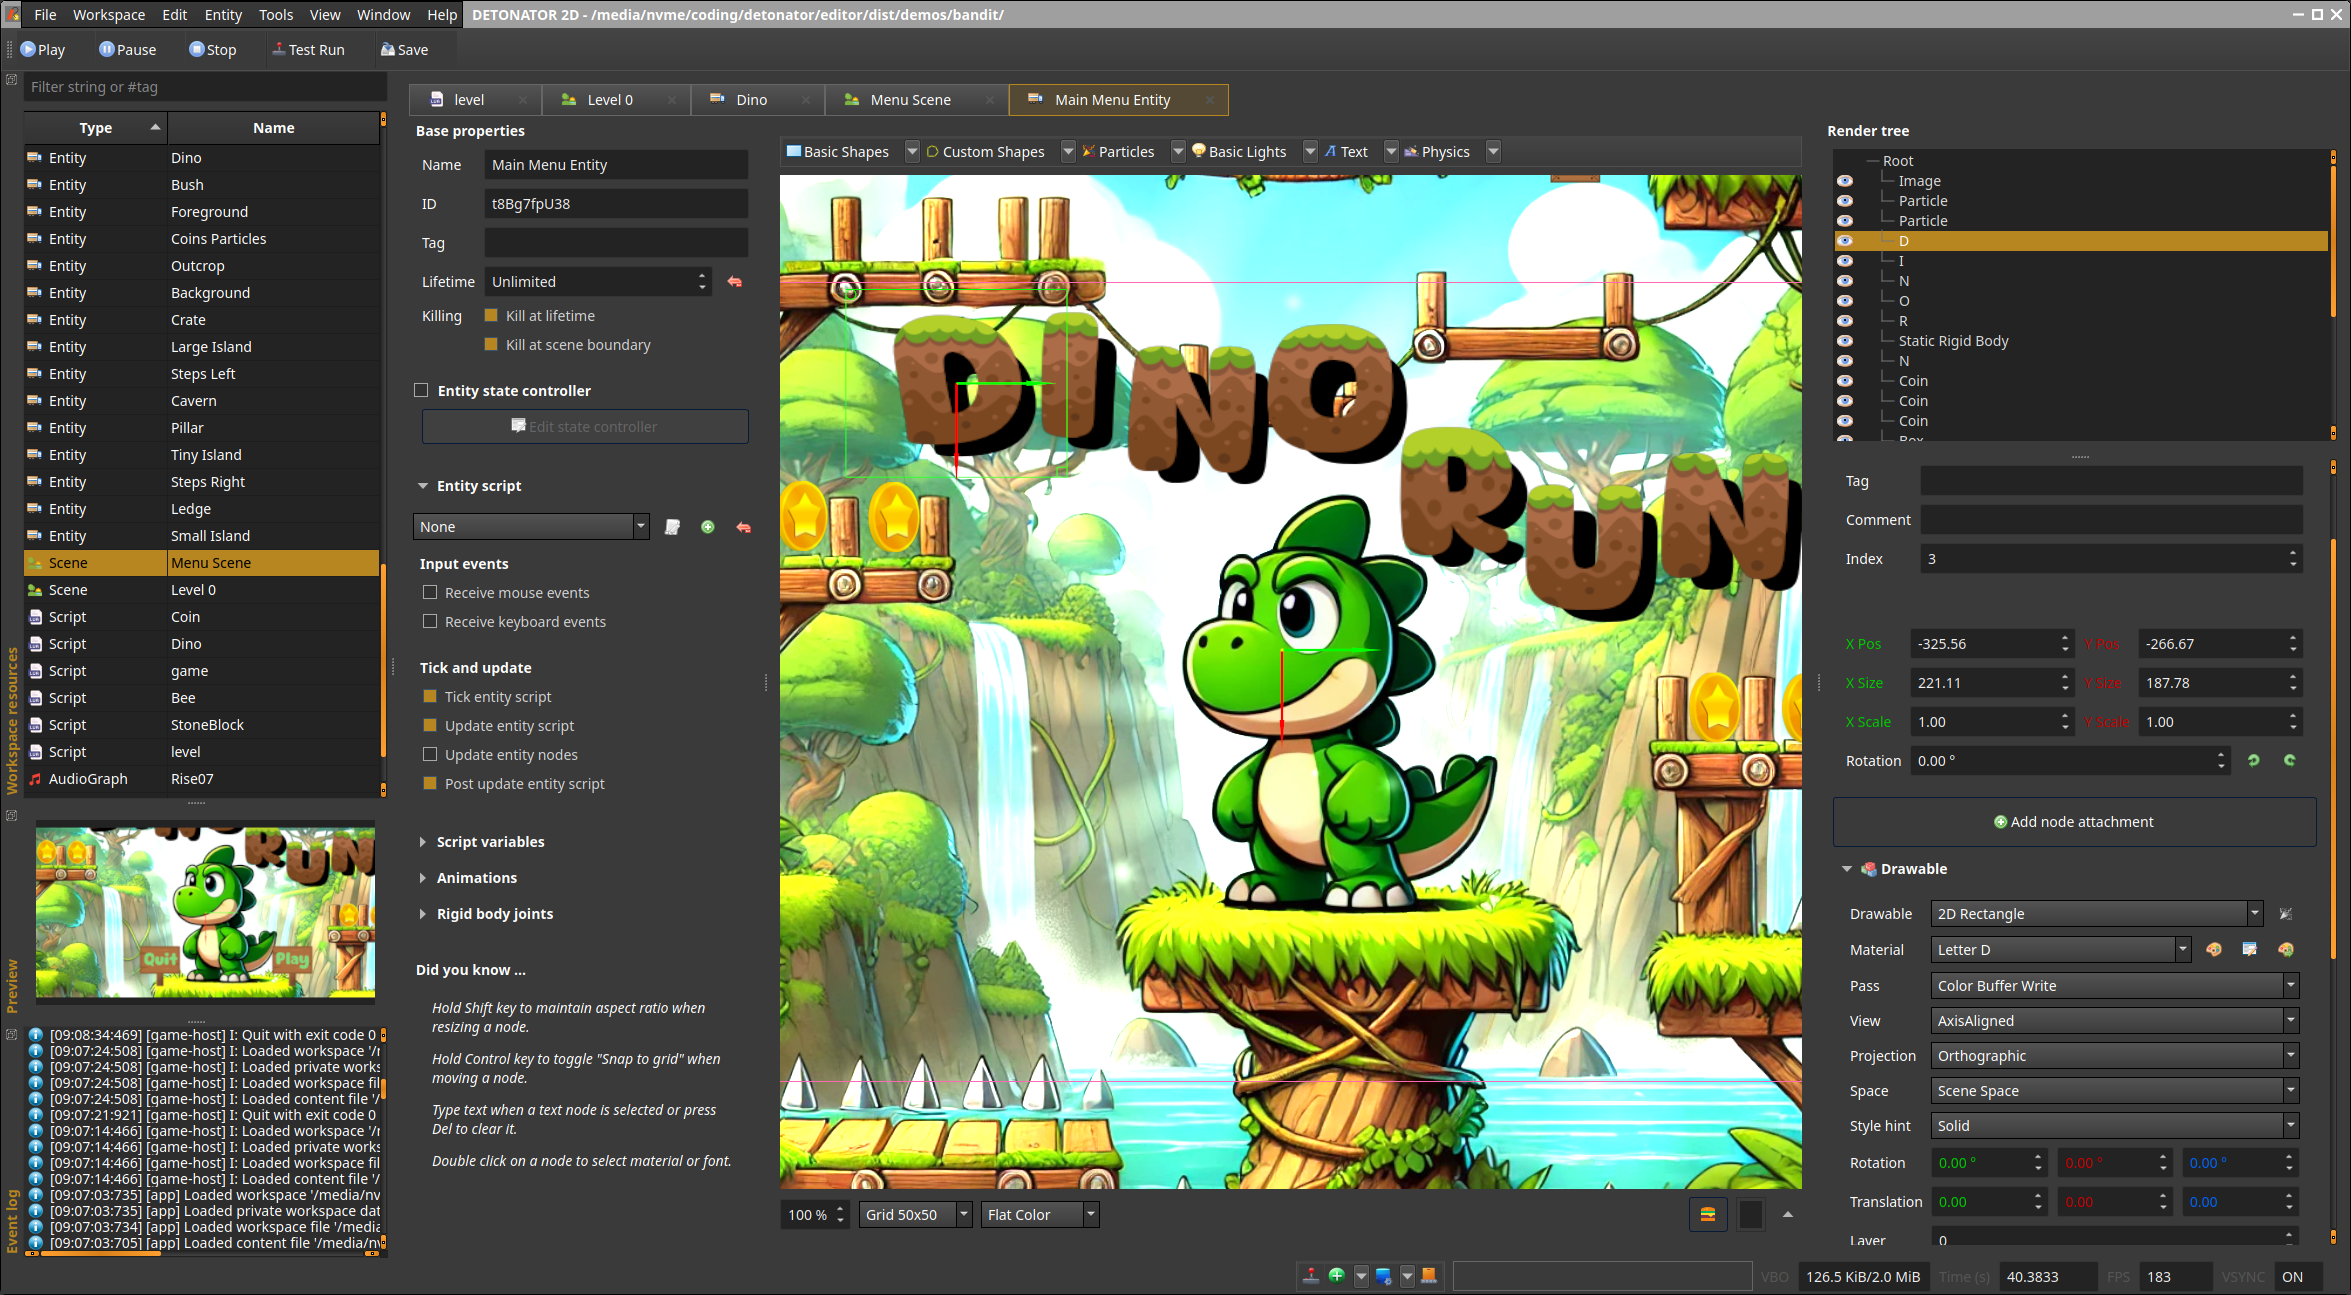 File Workspace Edit Entity Tools View Window Help DETONATOR 2D - /media/nvme/coding/detonator/editor/dist/demos/bandit/
Play Pause Stop Test Run Save
Filter string or #tag
Type Name
Entity Dino
Entity Bush
Entity Foreground
Entity Coins Particles
Entity Outcrop
Entity Background
Entity Crate
Entity Large Island
Entity Steps Left
Entity Cavern
Entity Pillar
Entity Tiny Island
Entity Steps Right
Entity Ledge
Entity Small Island
Scene Menu Scene
Scene Level 0
Script Coin
Script Dino
Script game
Script Bee
Script StoneBlock
Script level
AudioGraph Rise07
Workspace resources
Preview
RUN
Quit Play
Event log
[09:08:34:469] [game-host] I: Quit with exit code 0
[09:07:24:508] [game-host] I: Loaded workspace '/r
[09:07:24:508] [game-host] I: Loaded private works
[09:07:24:508] [game-host] I: Loaded workspace fil
[09:07:24:508] [game-host] I: Loaded content file '/
[09:07:21:921] [game-host] I: Quit with exit code 0
[09:07:14:466] [game-host] I: Loaded workspace '/r
[09:07:14:466] [game-host] I: Loaded private works
[09:07:14:466] [game-host] I: Loaded workspace fil
[09:07:14:466] [game-host] I: Loaded content file '/
[09:07:03:735] [app] Loaded workspace '/media/nv
[09:07:03:735] [app] Loaded private workspace dat
[09:07:03:734] [app] Loaded workspace file '/media
[09:07:03:705] [app] Loaded content file '/media/nv
level Level 0 Dino Menu Scene Main Menu Entity
Base properties
Name Main Menu Entity
ID t8Bg7fpU38
Tag
Lifetime Unlimited
Killing Kill at lifetime
Kill at scene boundary
Entity state controller
Edit state controller
Entity script
None
Input events
Receive mouse events
Receive keyboard events
Tick and update
Tick entity script
Update entity script
Update entity nodes
Post update entity script
Script variables
Animations
Rigid body joints
Did you know ...
Hold Shift key to maintain aspect ratio when
resizing a node.
Hold Control key to toggle "Snap to grid" when
moving a node.
Type text when a text node is selected or press
Del to clear it.
Double click on a node to select material or font.
Basic Shapes Custom Shapes Particles Basic Lights Text Physics
DINO
RUN
100 % Grid 50x50 Flat Color
Render tree
Root
Image
Particle
Particle
D
I
N
O
R
Static Rigid Body
N
Coin
Coin
Coin
Box
Tag
Comment
Index 3
X Pos -325.56 Y Pos -266.67
X Size 221.11 Y Size 187.78
X Scale 1.00 Y Scale 1.00
Rotation 0.00 °
Add node attachment
Drawable
Drawable 2D Rectangle
Material Letter D
Pass Color Buffer Write
View AxisAligned
Projection Orthographic
Space Scene Space
Style hint Solid
Rotation 0.00 ° 0.00 ° 0.00 °
Translation 0.00 0.00 0.00
Layer 0
VBO 126.5 KiB/2.0 MiB Time (s) 40.3833 FPS 183 VSYNC ON